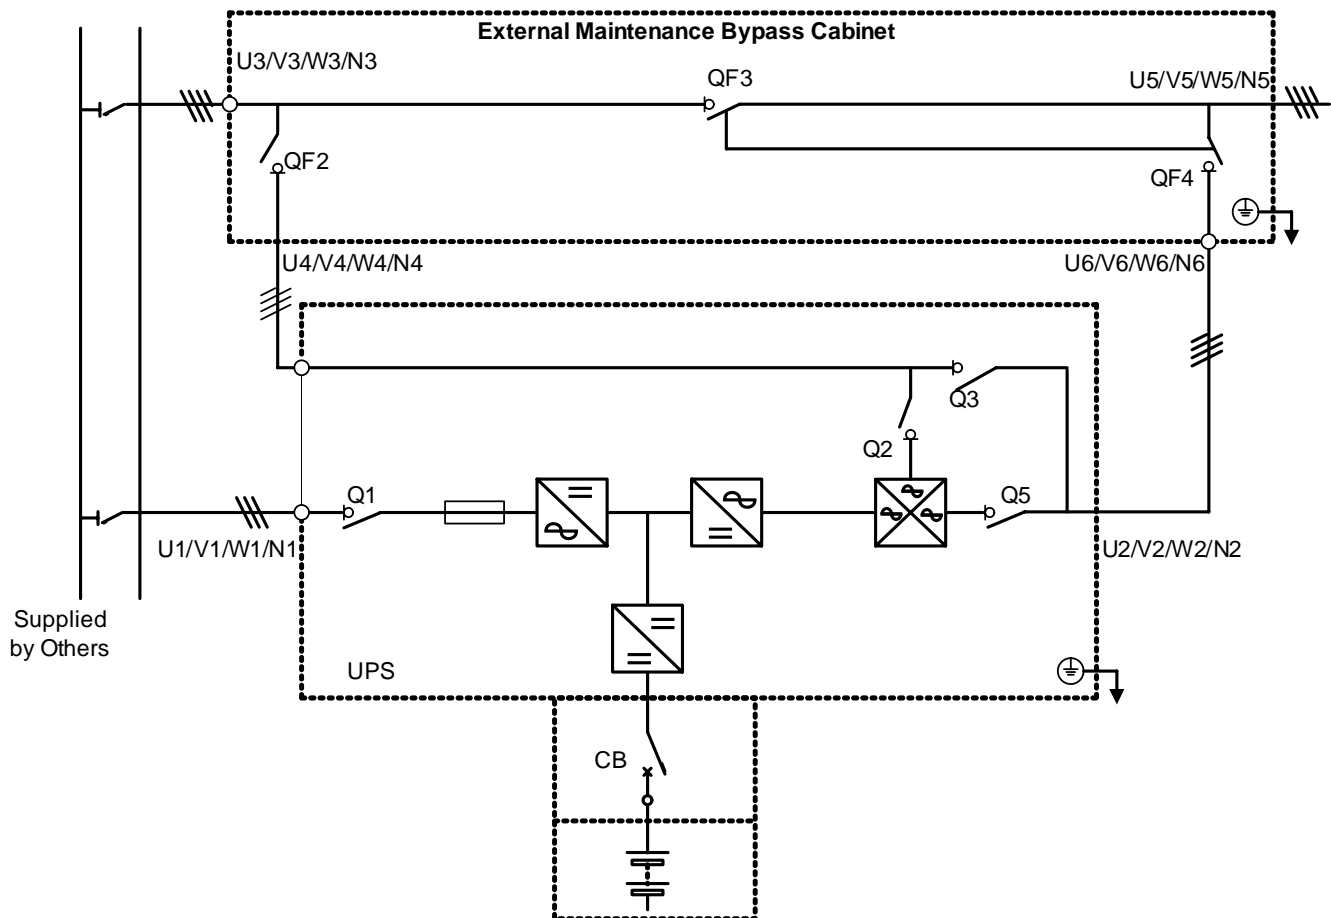 External Maintenance Bypass Cabinet
U3/V3/W3/N3
QF3
U5/V5/W5/N5
QF2
QF4
U4/V4/W4/N4
U6/V6/W6/N6
Q3
Q2
Q1
Q5
U1/V1/W1/N1
U2/V2/W2/N2
Supplied
by Others
UPS
CB